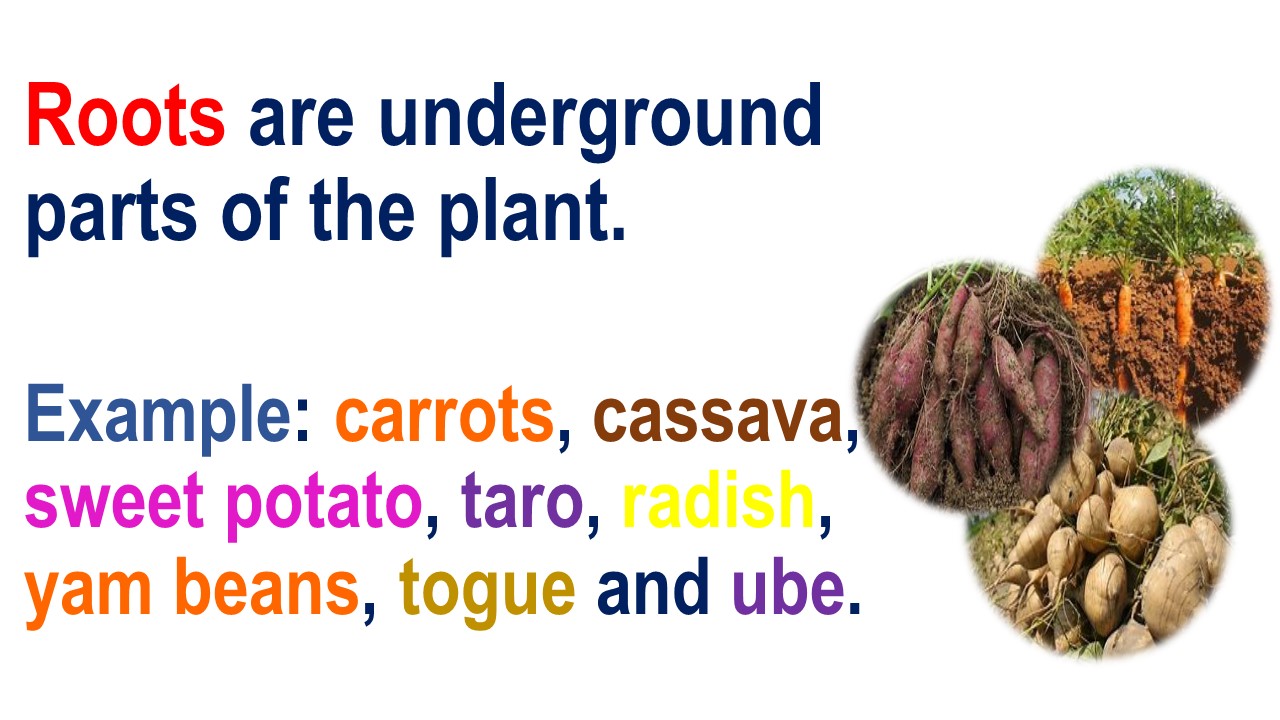 Roots are underground
parts of the plant.
Example: carrots, cassava,
sweet potato, taro, radish,
yam beans, togue and ube.